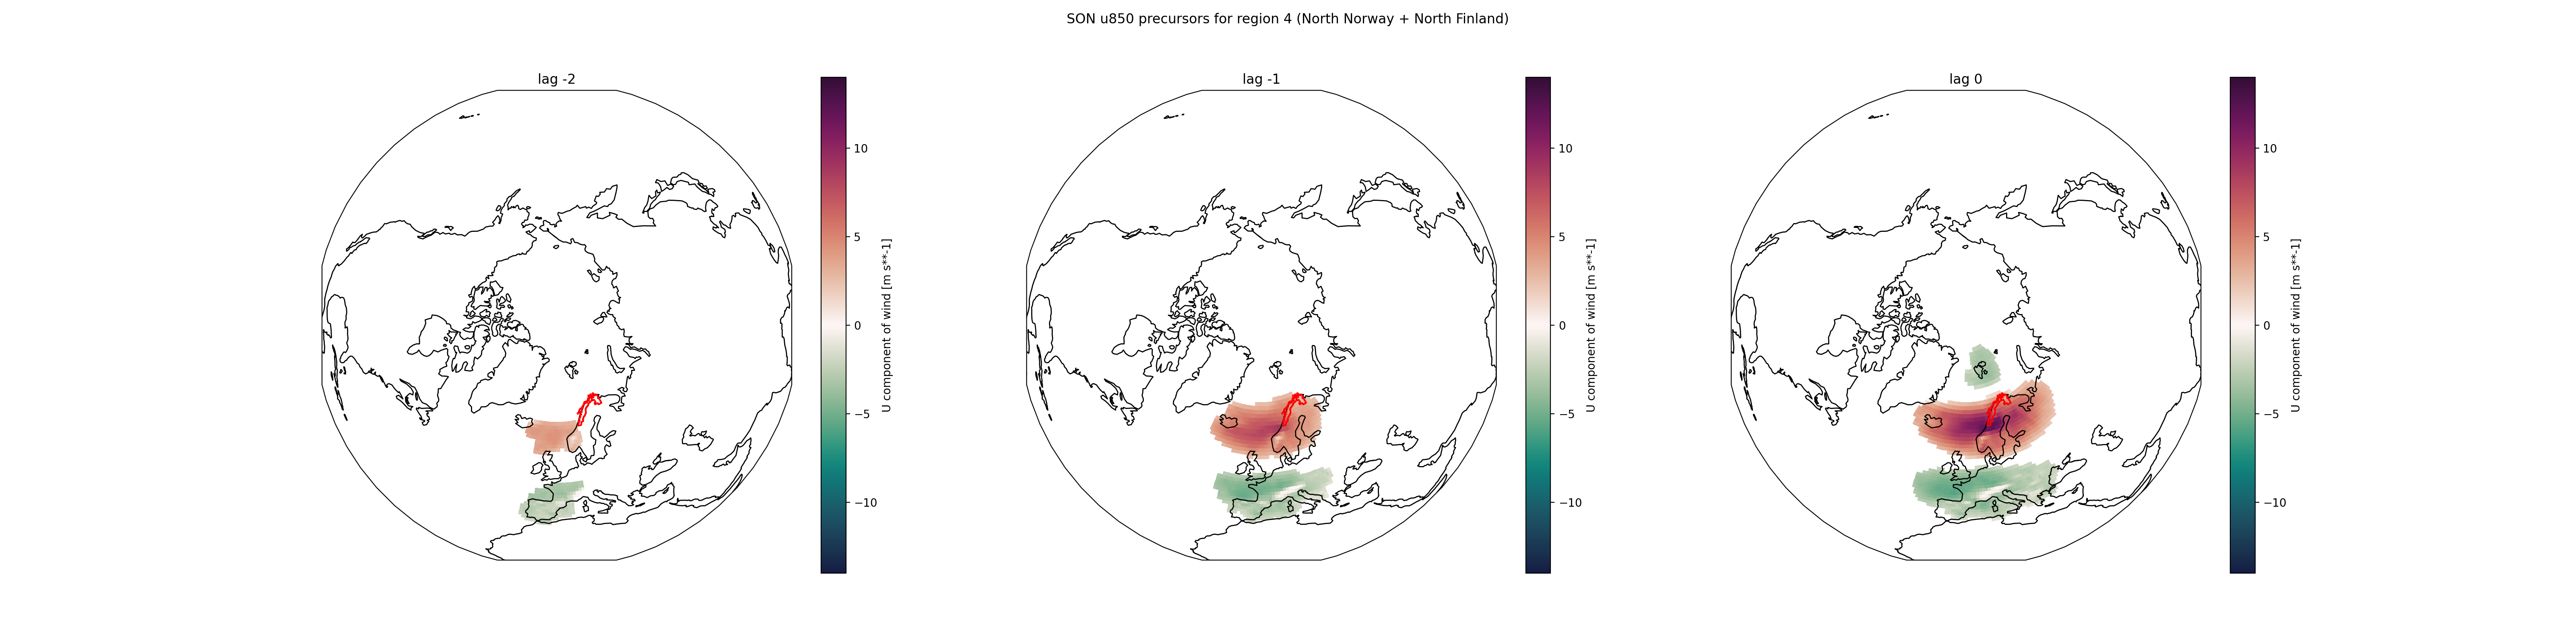 SON u850 precursors for region 4 (North Norway + North Finland)
lag -2
10
5
0
−5
−10
U component of wind [m s**-1]
lag -1
10
5
0
−5
−10
U component of wind [m s**-1]
lag 0
10
5
0
−5
−10
U component of wind [m s**-1]